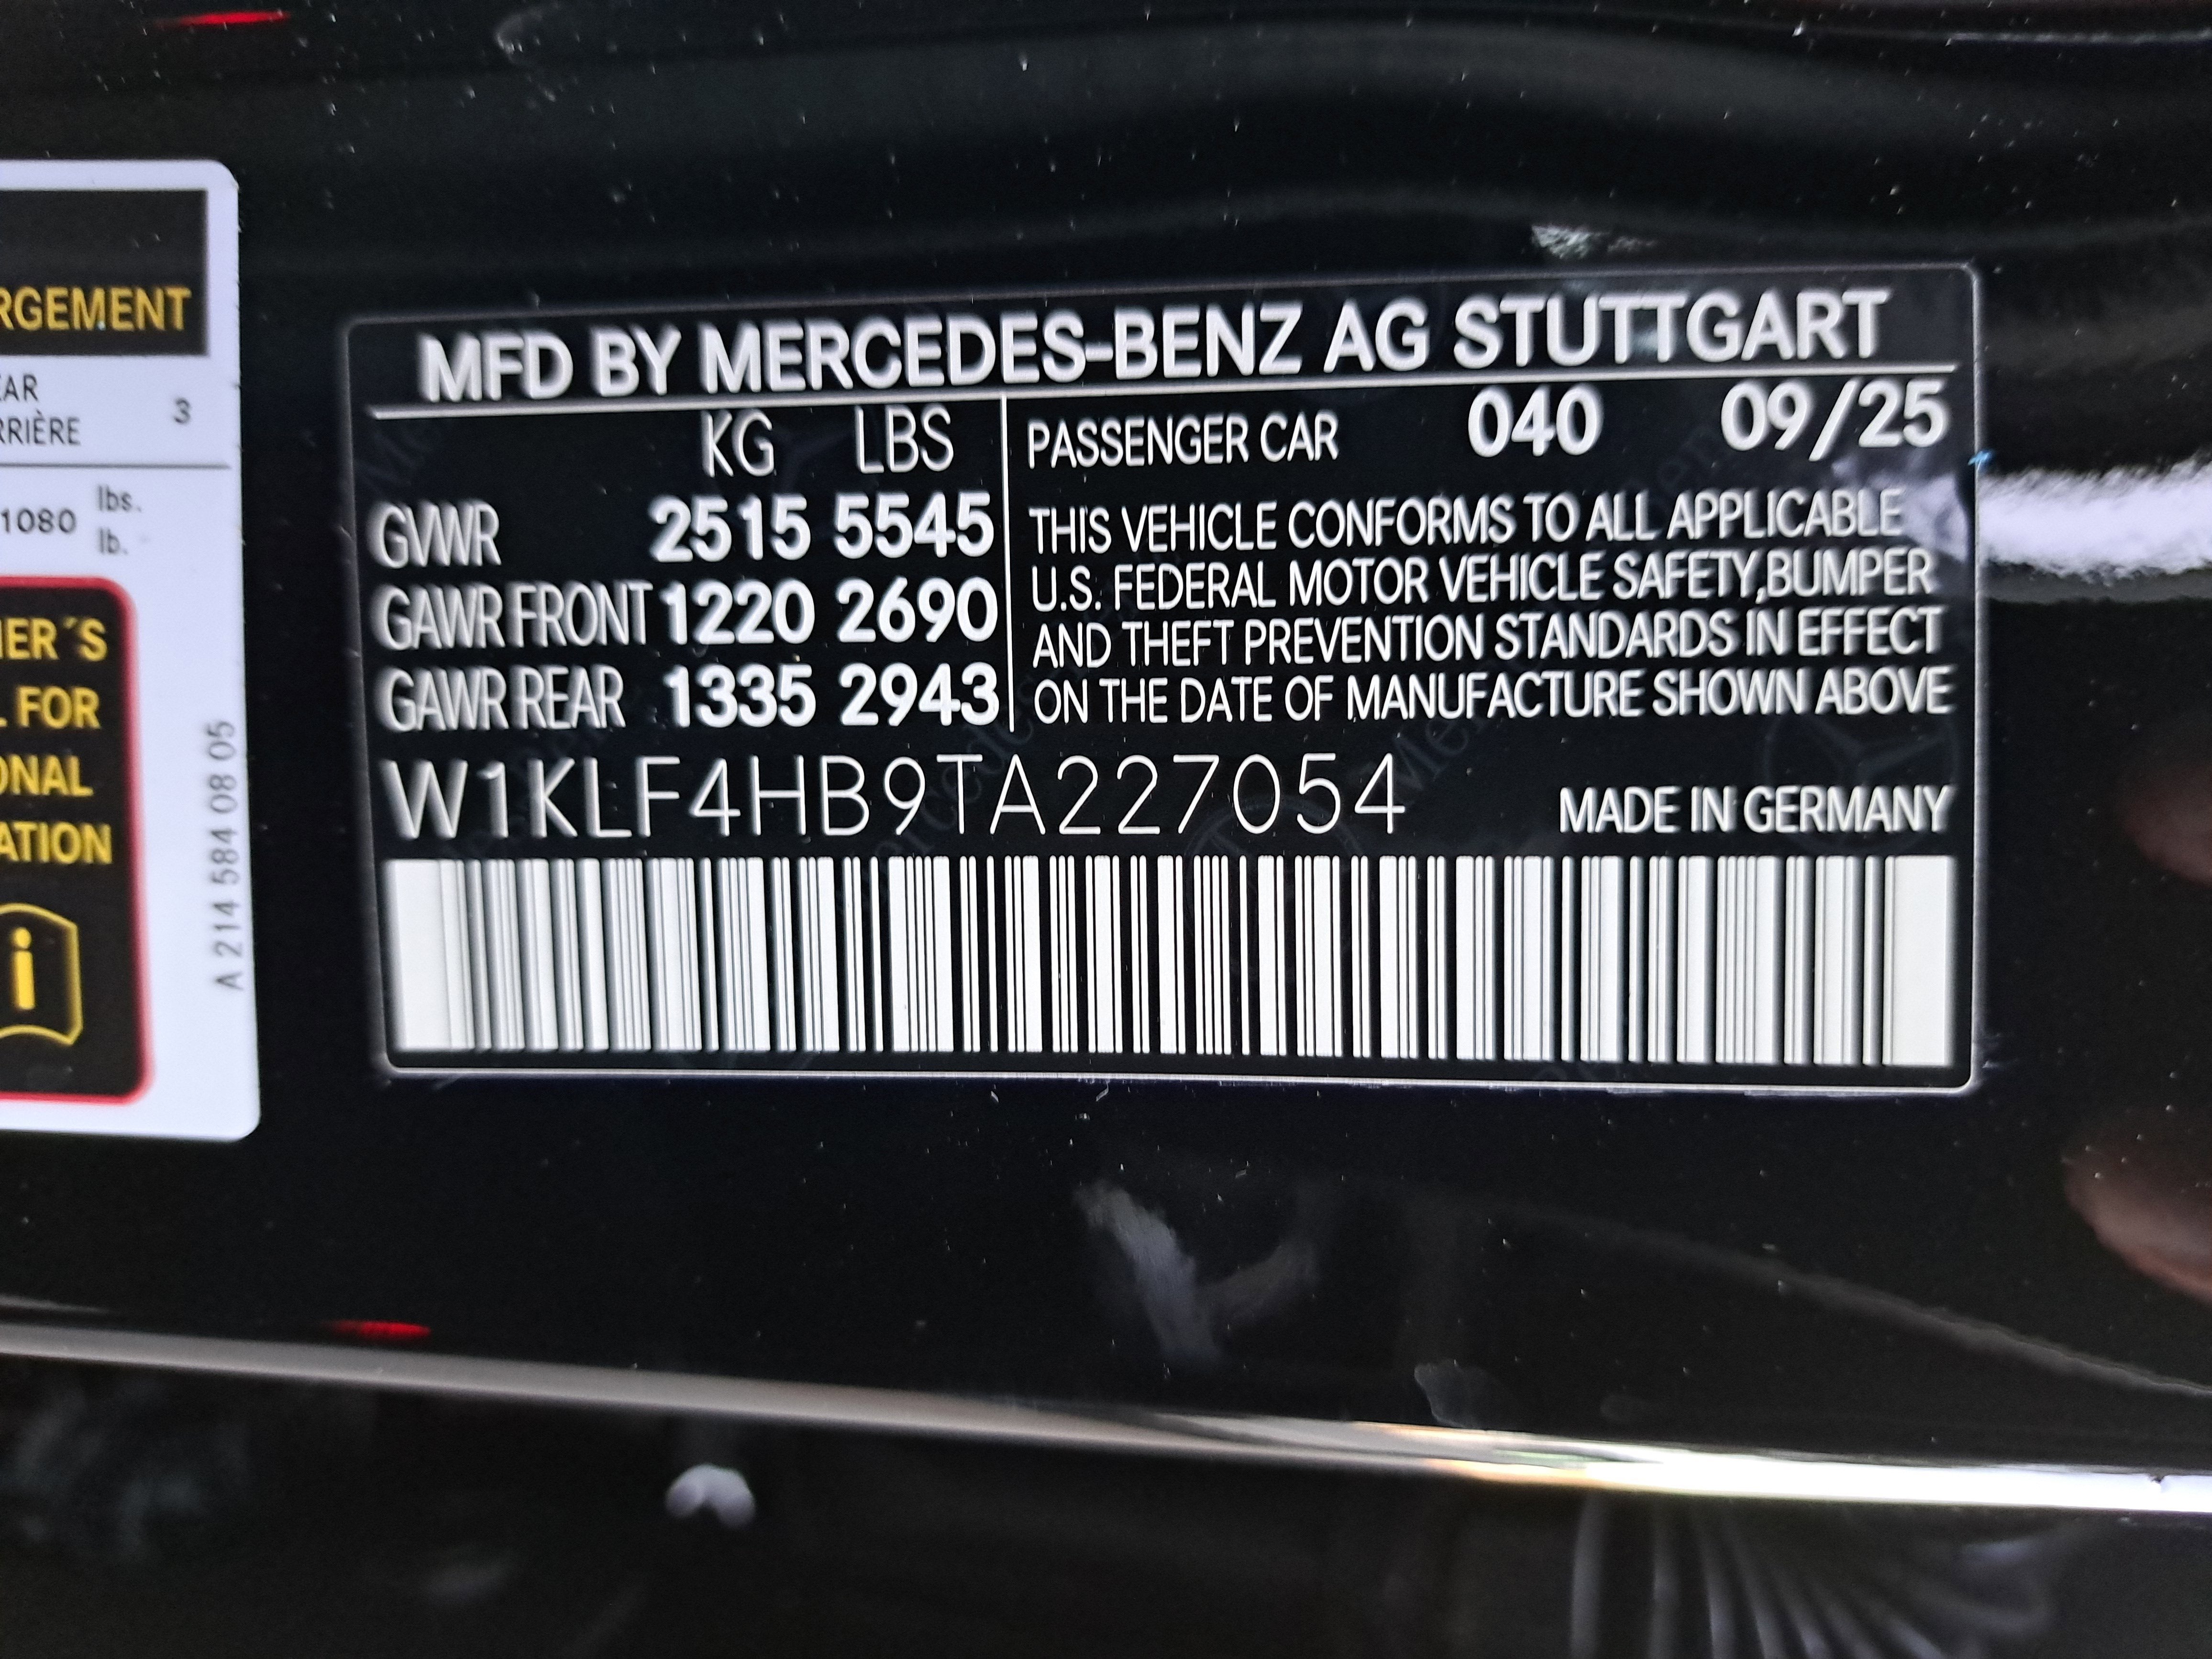 RGEMENT
3
RRIÈRE
1080 lbs.
lb.
FOR
ATION
i
A 214 584 08 05
MFD BY MERCEDES-BENZ AG STUTTGART
KG LBS PASSENGER CAR 040 09/25
GVWR 2515 5545
GAWR FRONT 1220 2690
GAWR REAR 1335 2943
THIS VEHICLE CONFORMS TO ALL APPLICABLE
U.S. FEDERAL MOTOR VEHICLE SAFETY,BUMPER
AND THEFT PREVENTION STANDARDS IN EFFECT
ON THE DATE OF MANUFACTURE SHOWN ABOVE
W1KLF4HB9TA227054 MADE IN GERMANY